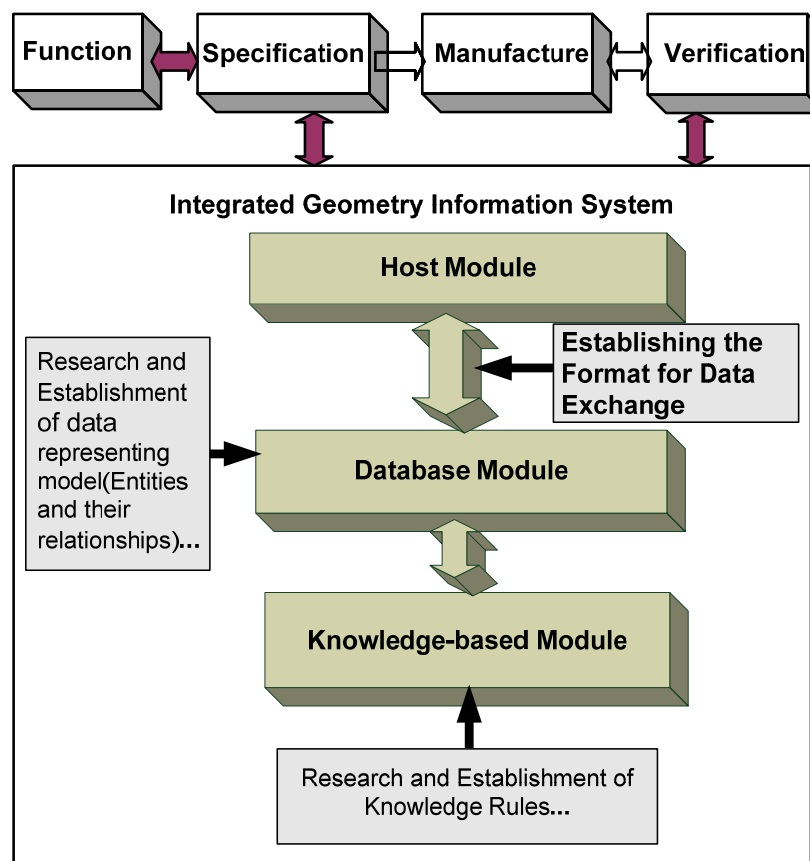 Function
Specification
Manufacture
Verification
Integrated Geometry Information System
Host Module
Establishing the
Format for Data
Exchange
Research and
Establishment
of data
representing
model(Entities
and their
relationships)...
Database Module
Knowledge-based Module
Research and Establishment of
Knowledge Rules...